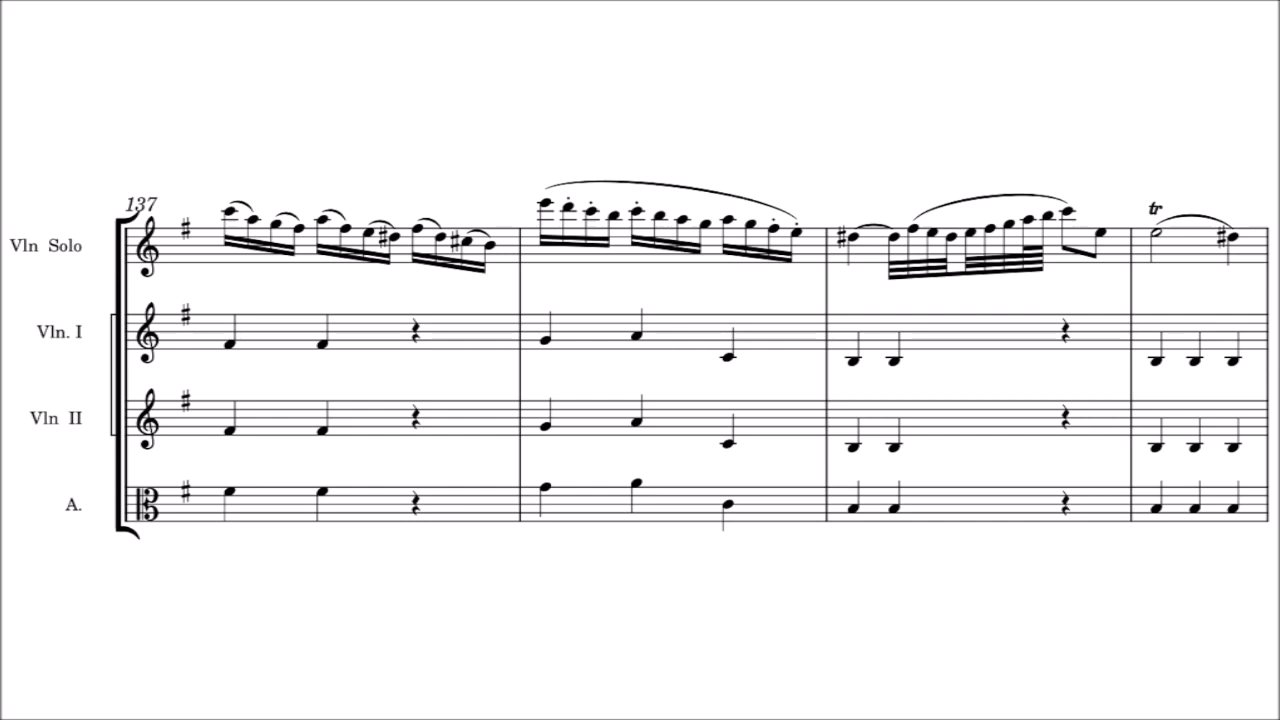 137
Vln Solo
tr
Vln. I
Vln II
A.